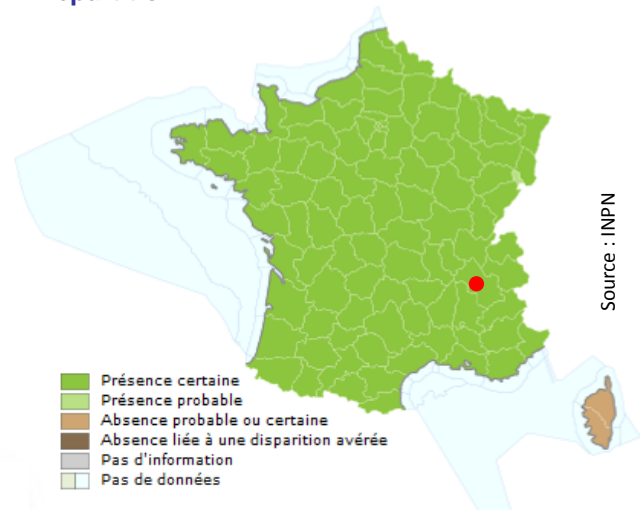 Source : INPN
Présence certaine
Présence probable
Absence probable ou certaine
Absence liée à une disparition avérée
Pas d'information
Pas de données